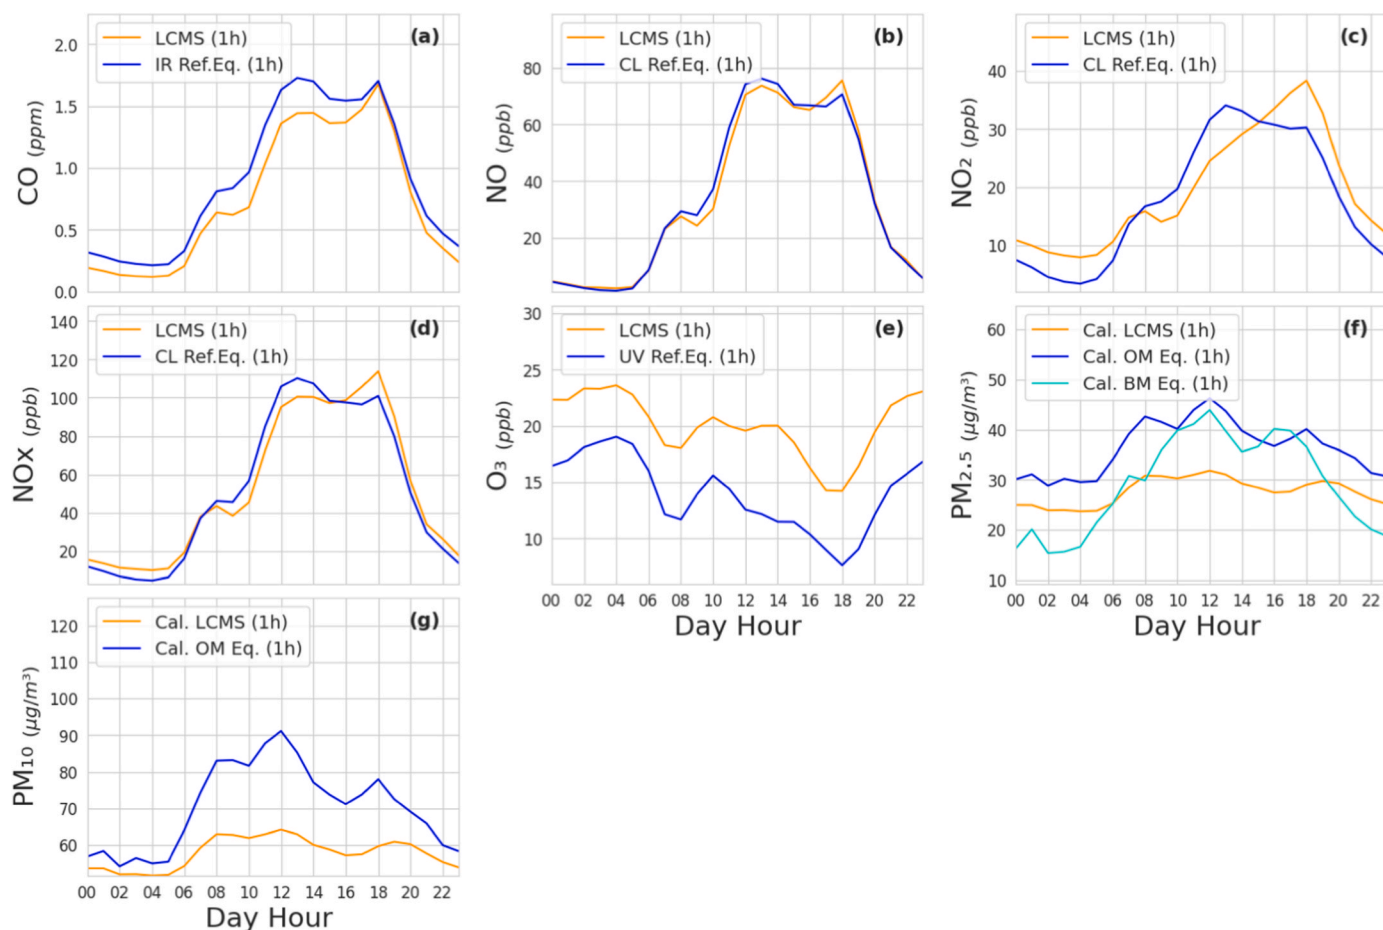 (a)
LCMS (1h)
IR Ref.Eq. (1h)
CO (ppm)
2.0
1.5
1.0
0.5
0.0
(b)
LCMS (1h)
CL Ref.Eq. (1h)
NO (ppb)
80
60
40
20
(c)
LCMS (1h)
CL Ref.Eq. (1h)
NO₂ (ppb)
40
30
20
10
(d)
LCMS (1h)
CL Ref.Eq. (1h)
NOx (ppb)
140
120
100
80
60
40
20
(e)
LCMS (1h)
UV Ref.Eq. (1h)
O₃ (ppb)
30
25
20
15
10
00 02 04 06 08 10 12 14 16 18 20 22
Day Hour
(f)
Cal. LCMS (1h)
Cal. OM Eq. (1h)
Cal. BM Eq. (1h)
PM₂.₅ (μg/m³)
60
50
40
30
20
10
00 02 04 06 08 10 12 14 16 18 20 22
Day Hour
(g)
Cal. LCMS (1h)
Cal. OM Eq. (1h)
PM₁₀ (μg/m³)
120
110
100
90
80
70
60
00 02 04 06 08 10 12 14 16 18 20 22
Day Hour